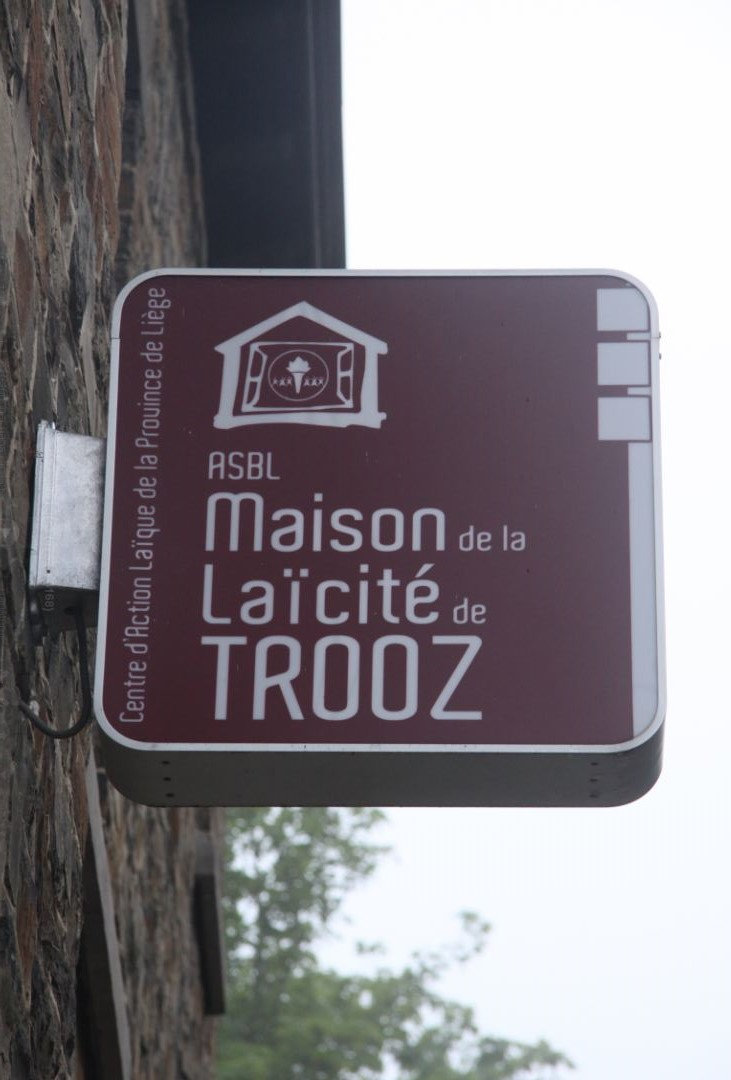 Centre d'Action Laïque de la Province de Liège
ASBL
Maison de la
Laïcité de
TROOZ